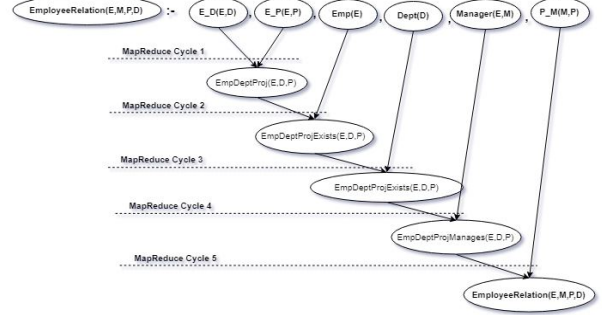 EmployeeRelation(E,M,P,D) :- E_D(E,D) , E_P(E,P) , Emp(E) , Dept(D) , Manager(E,M) , P_M(M,P)
MapReduce Cycle 1
EmpDeptProj(E,D,P)
MapReduce Cycle 2
EmpDeptProjExists(E,D,P)
MapReduce Cycle 3
EmpDeptProjExists(E,D,P)
MapReduce Cycle 4
EmpDeptProjManages(E,D,P)
MapReduce Cycle 5
EmployeeRelation(E,M,P,D)